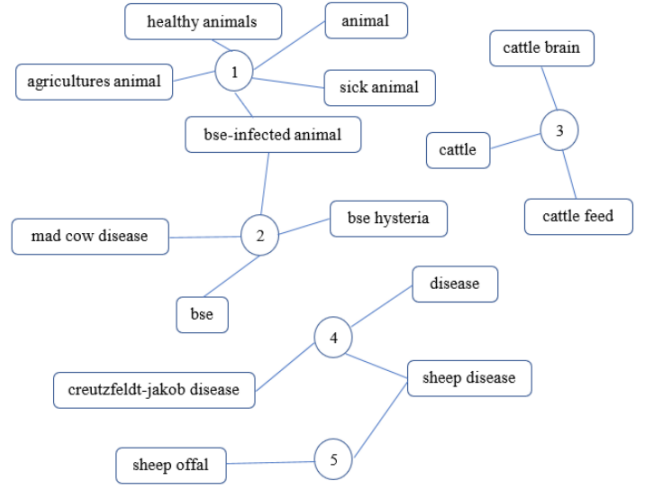 healthy animals
animal
cattle brain
1
agricultures animal
sick animal
3
bse-infected animal
cattle
bse hysteria
cattle feed
mad cow disease
2
disease
bse
4
creutzfeldt-jakob disease
sheep disease
sheep offal
5